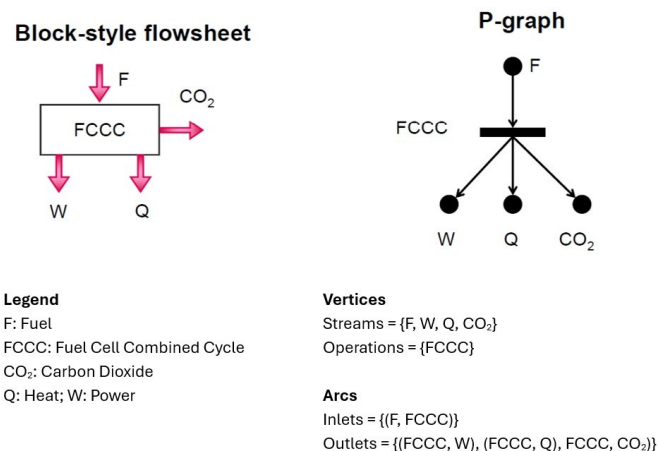 Block-style flowsheet
F
CO₂
FCCC
W
Q
P-graph
F
FCCC
W
Q
CO₂
Legend
F: Fuel
FCCC: Fuel Cell Combined Cycle
CO₂: Carbon Dioxide
Q: Heat; W: Power
Vertices
Streams = {F, W, Q, CO₂}
Operations = {FCCC}
Arcs
Inlets = {(F, FCCC)}
Outlets = {(FCCC, W), (FCCC, Q), FCCC, CO₂)}